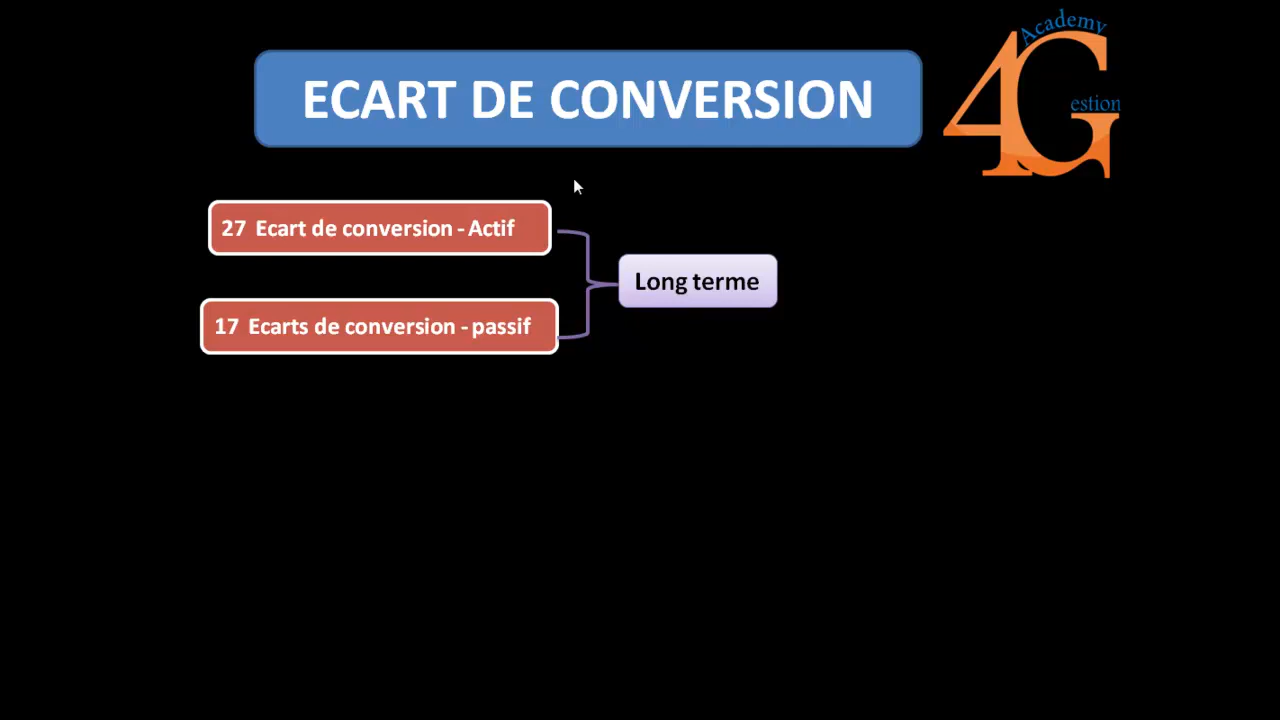 Academy
4G
estion
ECART DE CONVERSION
27 Ecart de conversion - Actif
Long terme
17 Ecarts de conversion - passif